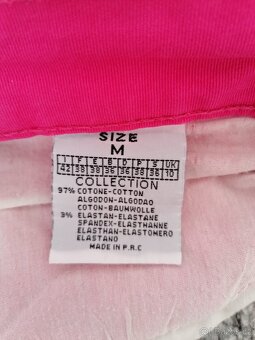 SIZE
M
I F E B D P S UK
42 38 38 36 36 38 36 10
COLLECTION
97% COTONE-COTTON
ALGODON-ALGODAO
COTON-BAUMWOLLE
3% ELASTAN-ELASTANE
SPANDEX-ELASTHANNE
ELASTHAN-ELASTOMERO
ELASTANO
MADE IN P.R.C